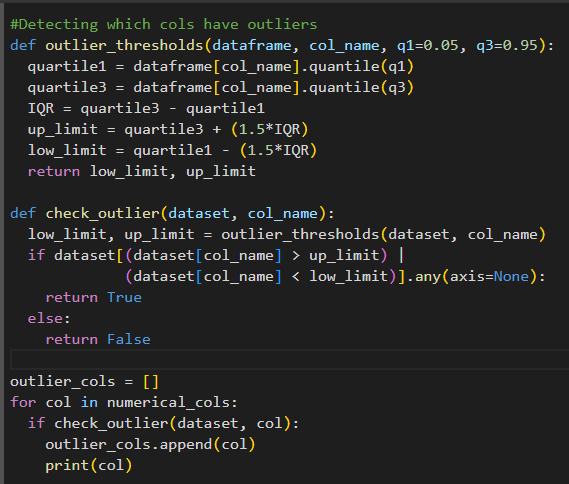 #Detecting which cols have outliers
def outlier_thresholds(dataframe, col_name, q1=0.05, q3=0.95):
  quartile1 = dataframe[col_name].quantile(q1)
  quartile3 = dataframe[col_name].quantile(q3)
  IQR = quartile3 - quartile1
  up_limit = quartile3 + (1.5*IQR)
  low_limit = quartile1 - (1.5*IQR)
  return low_limit, up_limit

def check_outlier(dataset, col_name):
  low_limit, up_limit = outlier_thresholds(dataset, col_name)
  if dataset[(dataset[col_name] > up_limit) |
             (dataset[col_name] < low_limit)].any(axis=None):
    return True
  else:
    return False

outlier_cols = []
for col in numerical_cols:
  if check_outlier(dataset, col):
    outlier_cols.append(col)
    print(col)